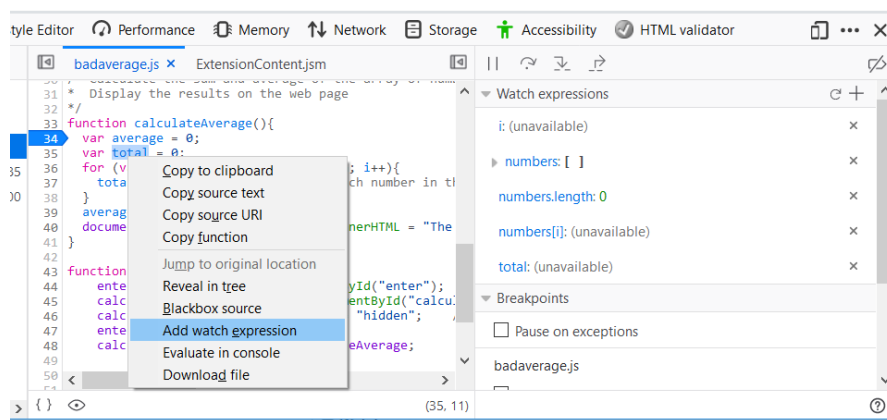 tyle Editor Performance Memory Network Storage Accessibility HTML validator
badaverage.js × ExtensionContent.jsm
31 * Display the results on the web page
32 */
33 function calculateAverage(){
34 var average = 0;
35 var total = 0;
36 for (v ; i++){
37 tota ch number in th
38 }
39 averag
40 docume nerHTML = "The
41 }
42
43 function
44 ente yId("enter");
45 calc entById("calcu
46 calc "hidden";
47 ente
48 calc eAverage;
49
50
35
00
Copy to clipboard
Copy source text
Copy source URI
Copy function
Jump to original location
Reveal in tree
Blackbox source
Add watch expression
Evaluate in console
Download file
{ } (35, 11)
Watch expressions
i: (unavailable)
numbers: [ ]
numbers.length: 0
numbers[i]: (unavailable)
total: (unavailable)
Breakpoints
Pause on exceptions
badaverage.js